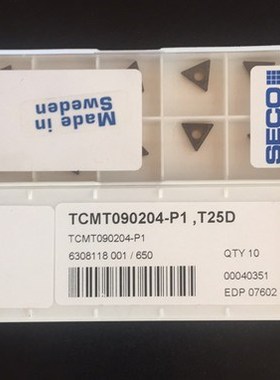 Made in
Sweden
SECO
TCMT090204-P1 ,T25D
TCMT090204-P1
6308118 001 / 650
QTY 10
00040351
EDP 07602